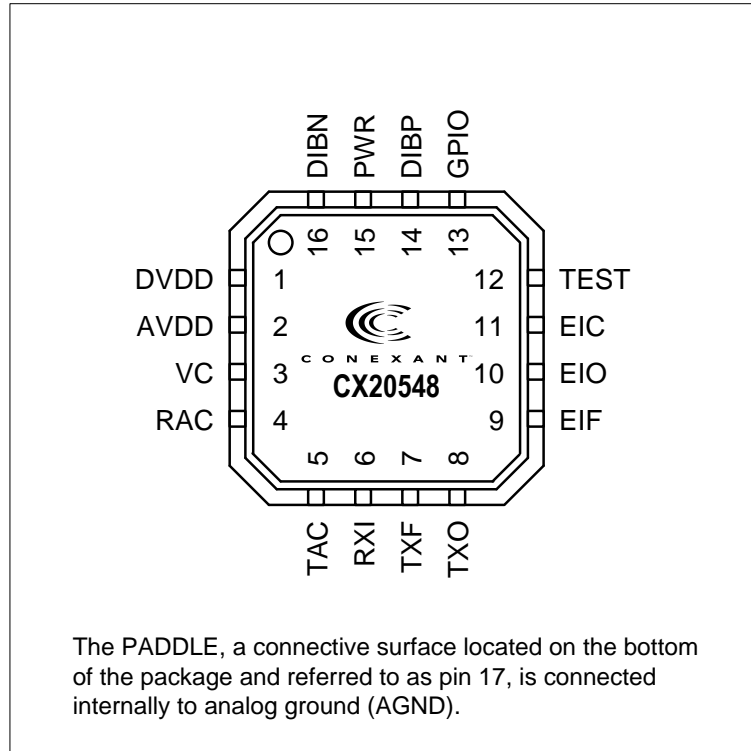 DIBN
PWR
DIBP
GPIO
16
15
14
13
DVDD 1
12 TEST
AVDD 2
11 EIC
VC 3
CONEXANT™
10 EIO
CX20548
RAC 4
9 EIF
5
6
7
8
TAC
RXI
TXF
TXO
The PADDLE, a connective surface located on the bottom
of the package and referred to as pin 17, is connected
internally to analog ground (AGND).